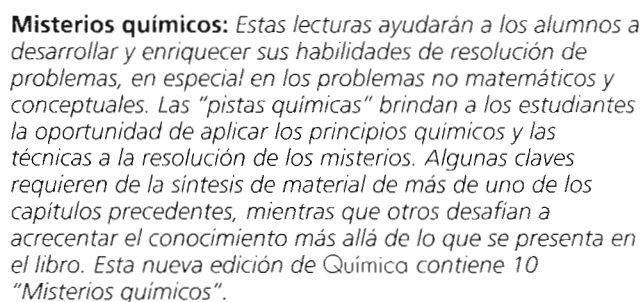 Misterios químicos: Estas lecturas ayudarán a los alumnos a
desarrollar y enriquecer sus habilidades de resolución de
problemas, en especial en los problemas no matemáticos y
conceptuales. Las "pistas químicas" brindan a los estudiantes
la oportunidad de aplicar los principios químicos y las
técnicas a la resolución de los misterios. Algunas claves
requieren de la síntesis de material de más de uno de los
capítulos precedentes, mientras que otros desafían a
acrecentar el conocimiento más allá de lo que se presenta en
el libro. Esta nueva edición de Química contiene 10
"Misterios químicos".